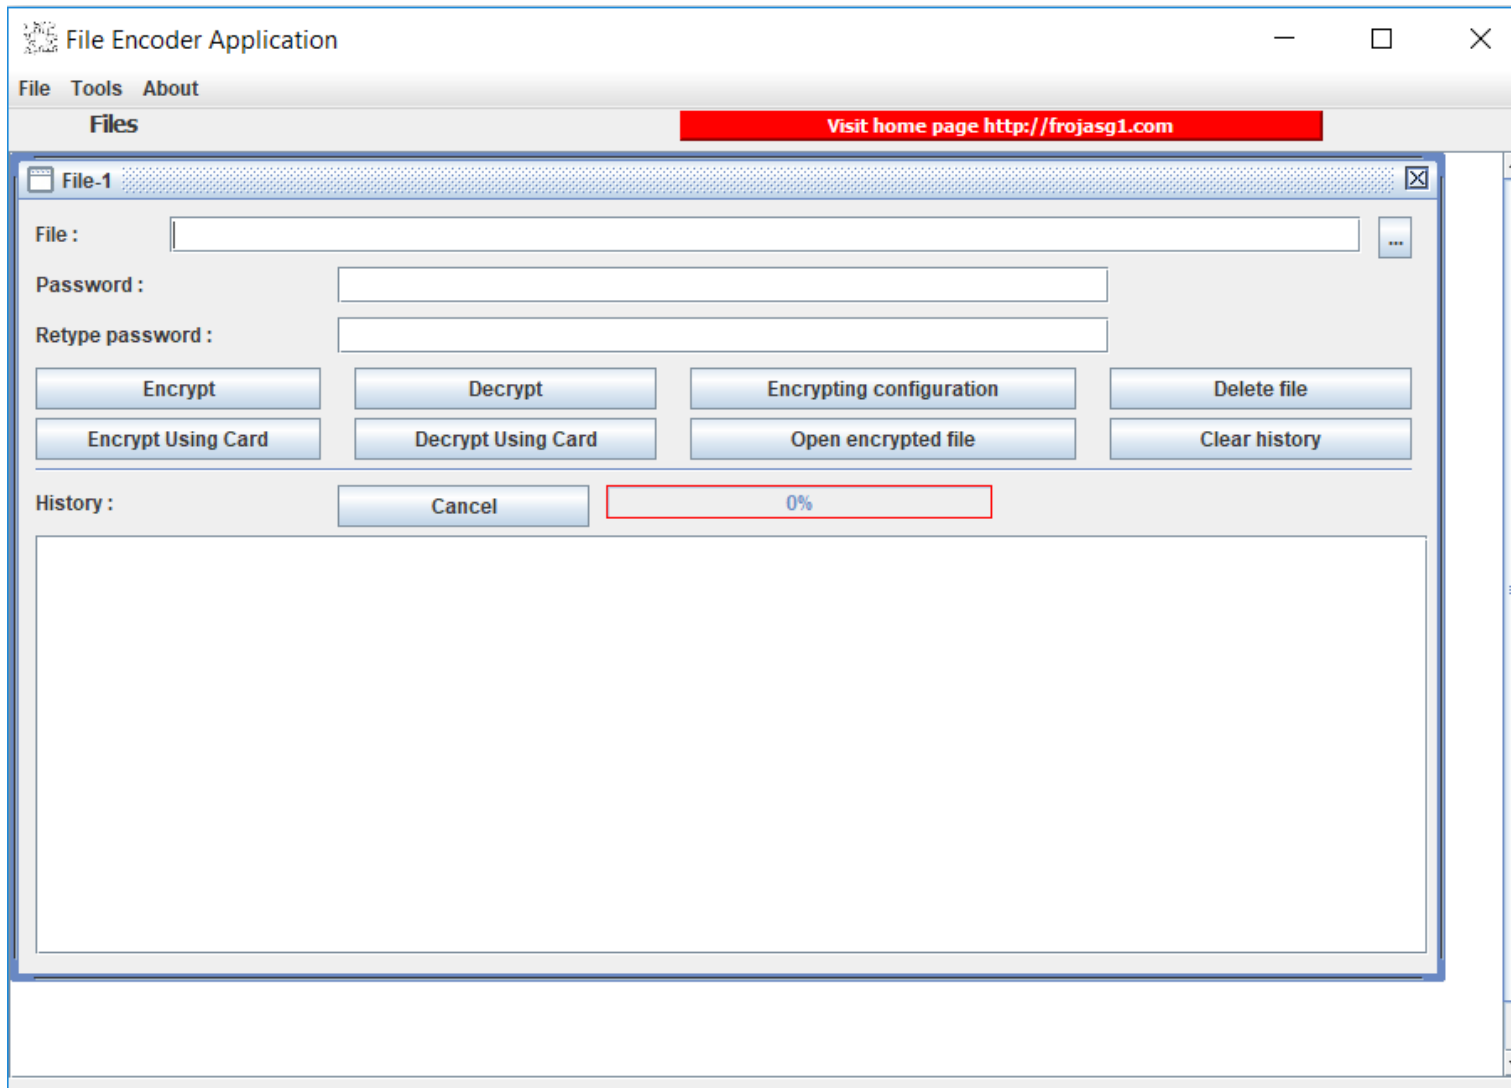 File Encoder Application
File Tools About
Files Visit home page http://frojasg1.com
File-1
File : ...
Password :
Retype password :
Encrypt Decrypt Encrypting configuration Delete file
Encrypt Using Card Decrypt Using Card Open encrypted file Clear history
History : Cancel 0%